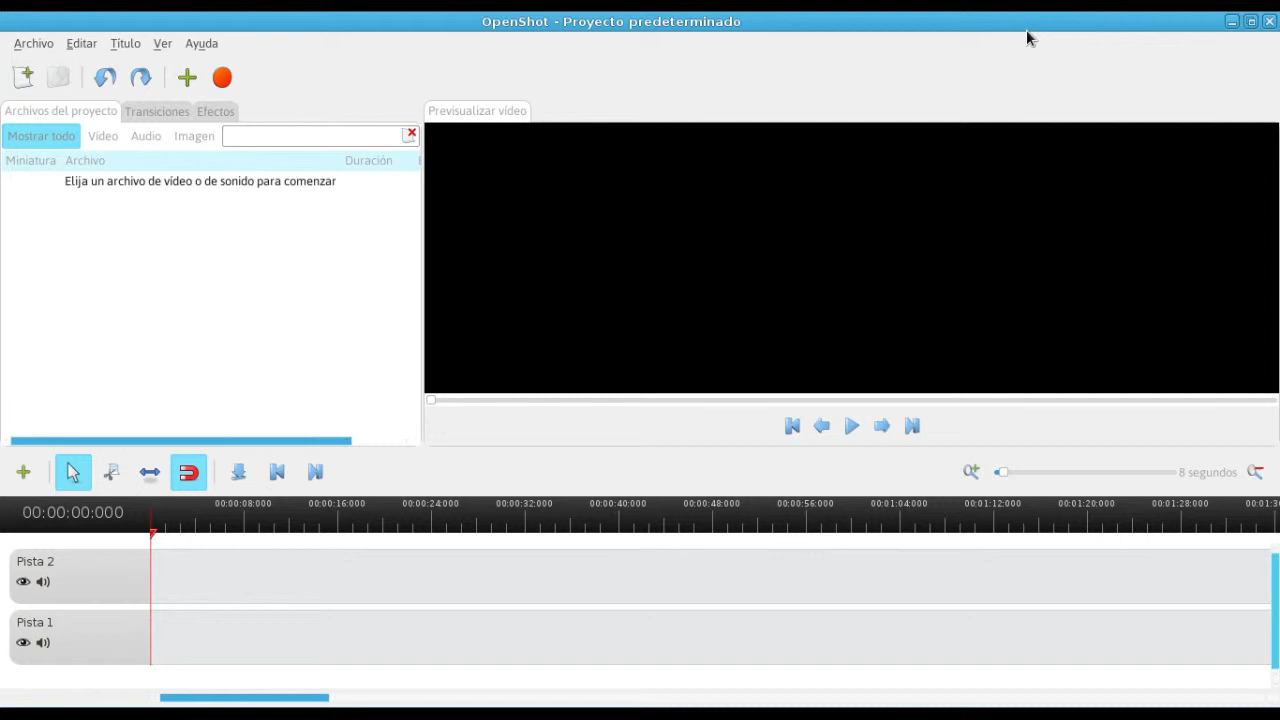 OpenShot - Proyecto predeterminado
Archivo Editar Título Ver Ayuda
Archivos del proyecto Transiciones Efectos Previsualizar vídeo
Mostrar todo Vídeo Audio Imagen
Miniatura Archivo Duración
Elija un archivo de vídeo o de sonido para comenzar
8 segundos
00:00:00:000 00:00:08:000 00:00:16:000 00:00:24:000 00:00:32:000 00:00:40:000 00:00:48:000 00:00:56:000 00:01:04:000 00:01:12:000 00:01:20:000 00:01:28:000
Pista 2
Pista 1